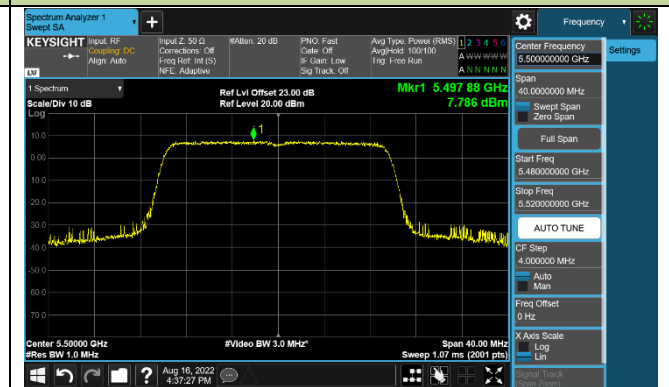 Spectrum Analyzer 1
Swept SA
+
Frequency
KEYSIGHT
Input: RF
Coupling: DC
Align: Auto
Input Z: 50 Ω
Corrections: Off
Freq Ref: Int (S)
NFE: Adaptive
#Atten: 20 dB
PNO: Fast
Gate: Off
IF Gain: Low
Sig Track: Off
Avg Type: Power (RMS)
Avg|Hold: 100/100
Trig: Free Run
1 2 3 4 5 6
A W W W W W
A N N N N N
LXI
1 Spectrum
Scale/Div 10 dB
Log
Ref Lvl Offset 23.00 dB
Ref Level 20.00 dBm
Mkr1 5.497 88 GHz
7.786 dBm
1
10.0
0.00
10.0
20.0
30.0
40.0
-50.0
60.0
70.0
Center 5.50000 GHz
#Res BW 1.0 MHz
#Video BW 3.0 MHz*
Span 40.00 MHz
Sweep 1.07 ms (2001 pts)
?
Aug 16, 2022
4:37:27 PM
Center Frequency
5.500000000 GHz
Settings
Span
40.0000000 MHz
Swept Span
Zero Span
Full Span
Start Freq
5.480000000 GHz
Stop Freq
5.520000000 GHz
AUTO TUNE
CF Step
4.000000 MHz
Auto
Man
Freq Offset
0 Hz
X Axis Scale
Log
Lin
Signal Track
(Span Zoom)